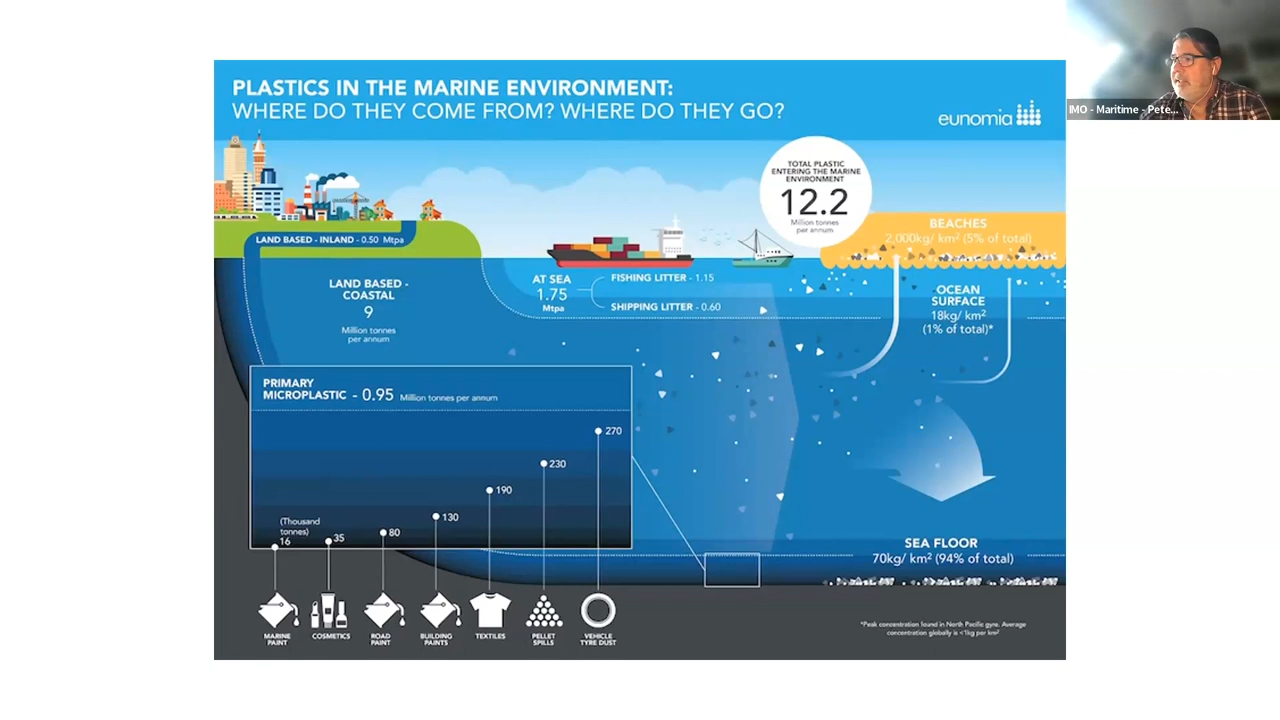 PLASTICS IN THE MARINE ENVIRONMENT:
WHERE DO THEY COME FROM? WHERE DO THEY GO?
eunomia
IMO - Maritime - Pete...
TOTAL PLASTIC
ENTERING THE MARINE
ENVIRONMENT
12.2
Million tonnes
per annum
LAND BASED - INLAND - 0.50 Mtpa
BEACHES
2,000kg/ km² (5% of total)
LAND BASED -
COASTAL
9
Million tonnes
per annum
AT SEA
1.75
Mtpa
FISHING LITTER - 1.15
SHIPPING LITTER - 0.60
OCEAN
SURFACE
18kg/ km²
(1% of total)*
PRIMARY
MICROPLASTIC - 0.95 Million tonnes per annum
270
230
190
130
80
35
(Thousand
tonnes)
16
SEA FLOOR
70kg/ km² (94% of total)
MARINE
PAINT
COSMETICS
ROAD
PAINT
BUILDING
PAINTS
TEXTILES
PELLET
SPILLS
VEHICLE
TYRE DUST
*Peak concentration found in North Pacific gyre. Average
concentration globally is <1kg per km²